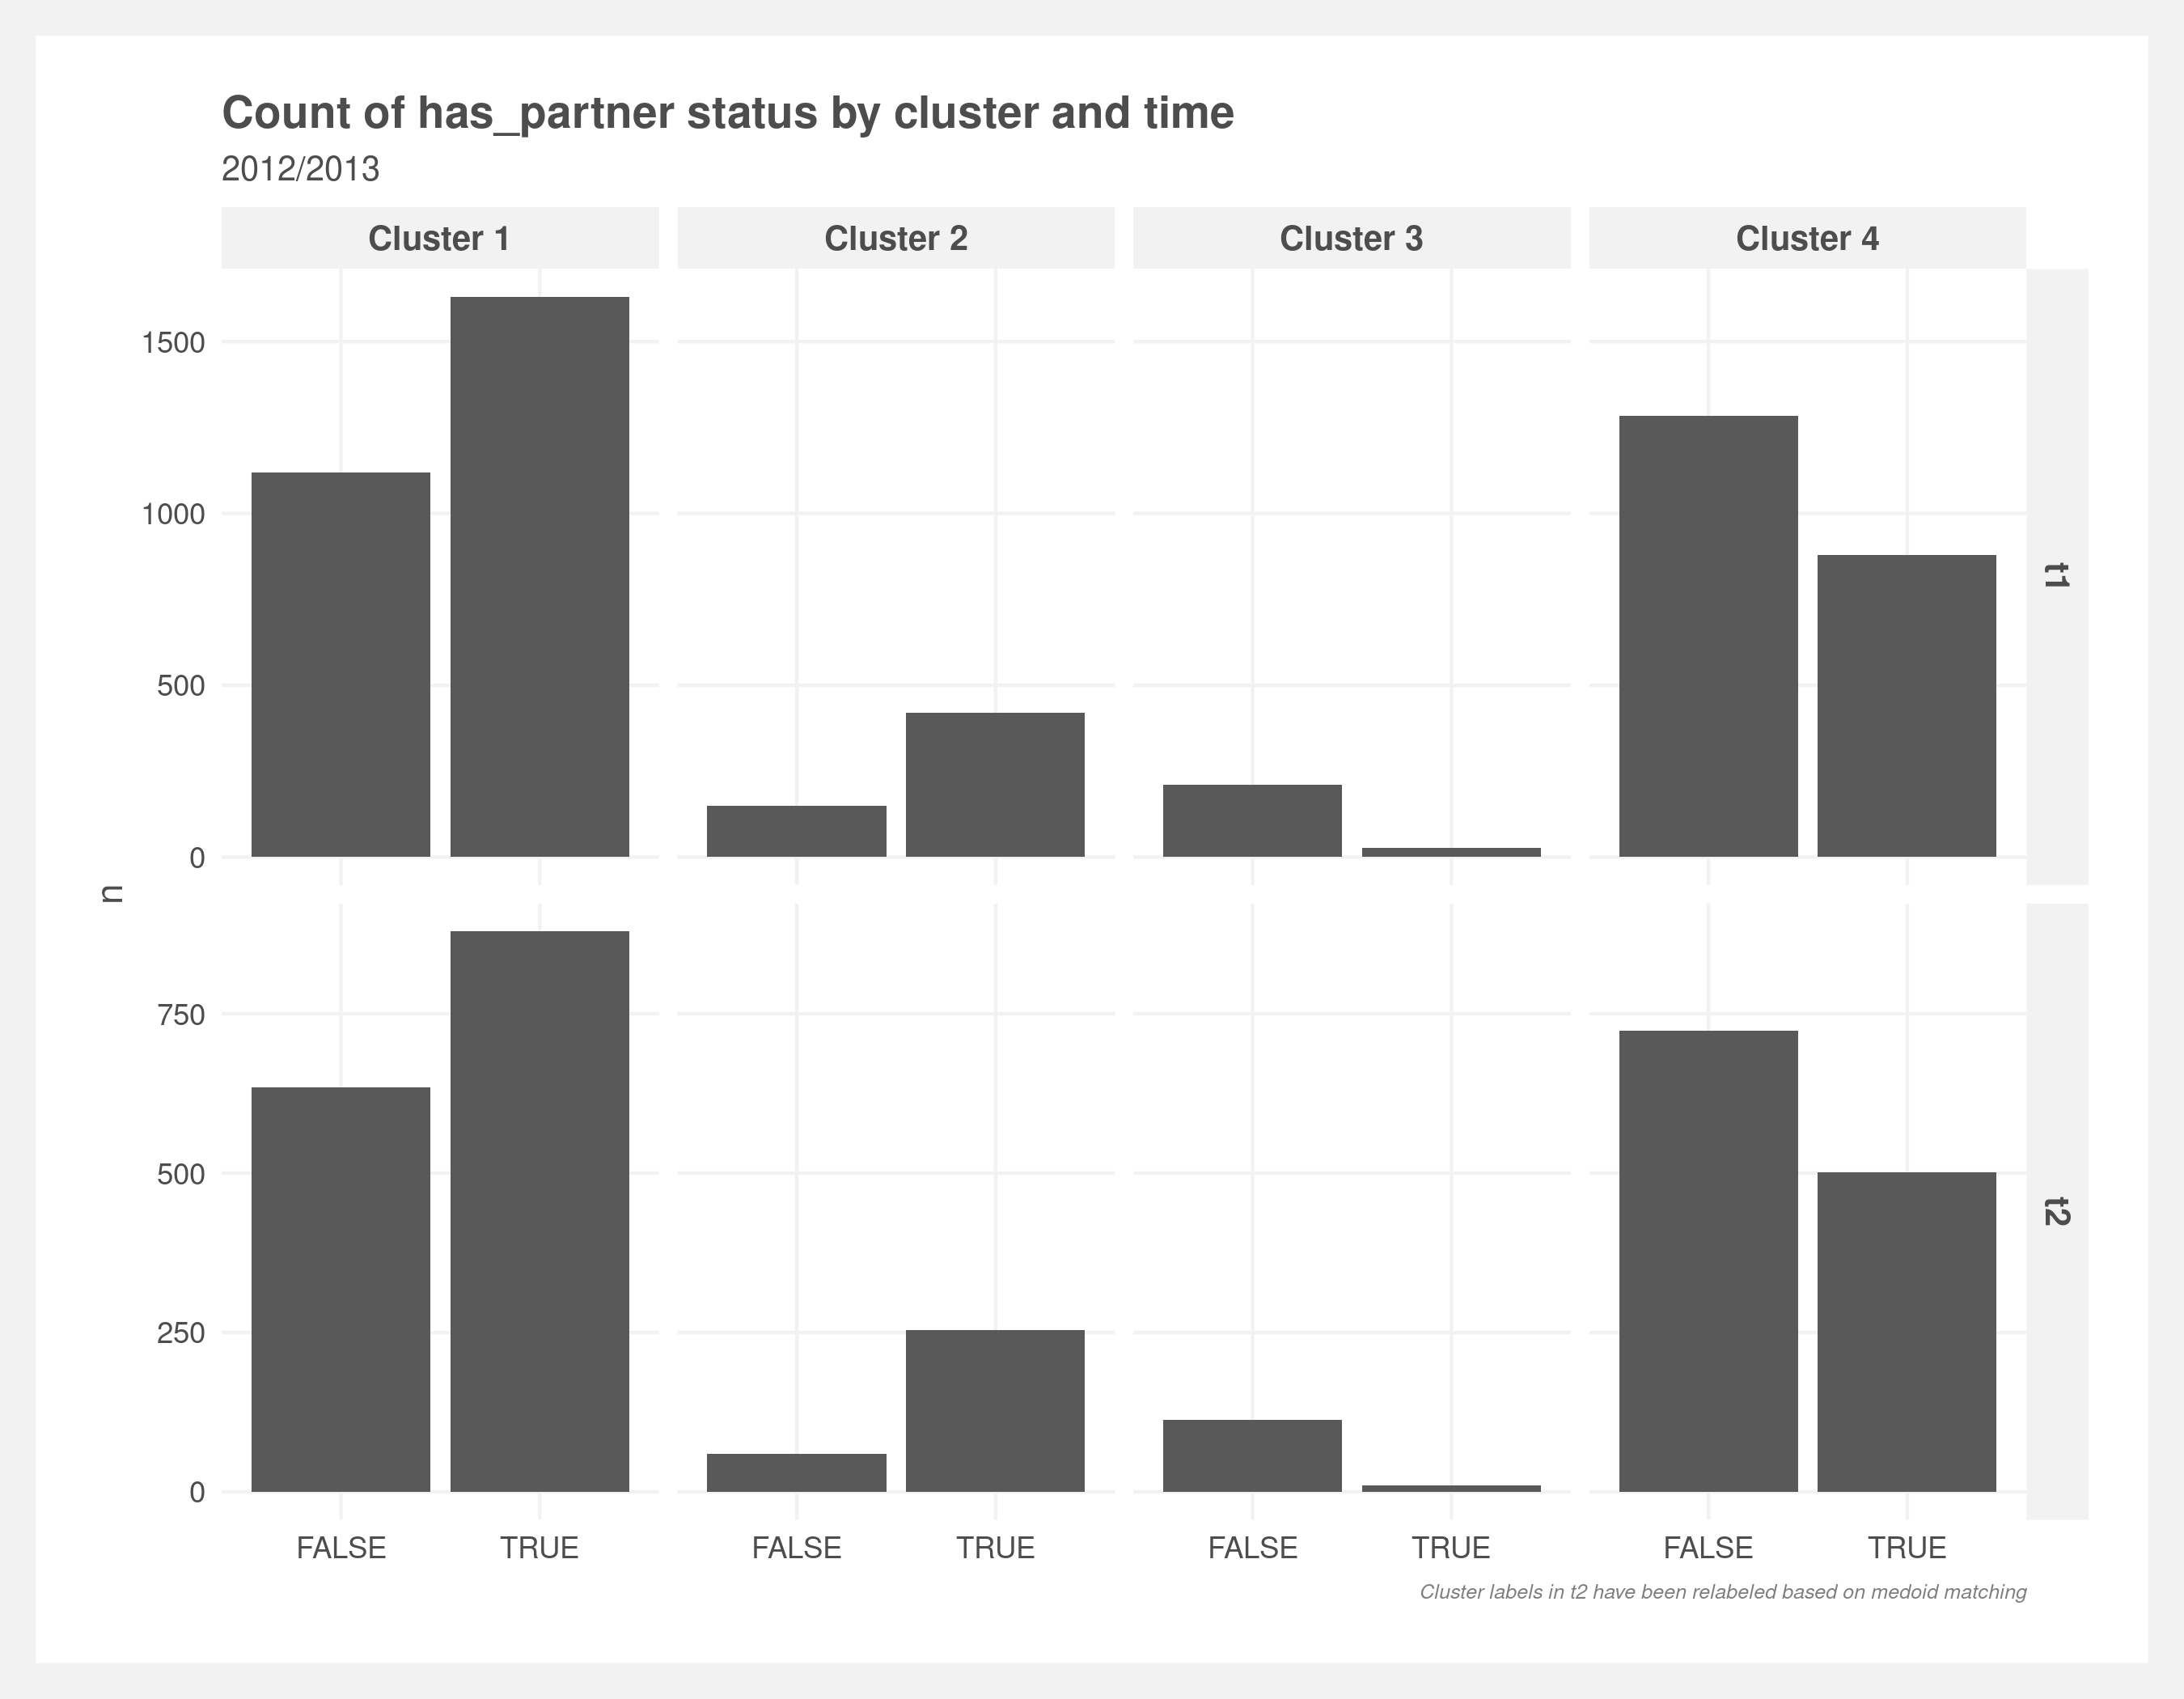 Count of has_partner status by cluster and time
2012/2013
Cluster 1
Cluster 2
Cluster 3
Cluster 4
1500
1000
500
0
t1
n
750
500
250
0
t2
FALSE
TRUE
FALSE
TRUE
FALSE
TRUE
FALSE
TRUE
Cluster labels in t2 have been relabeled based on medoid matching